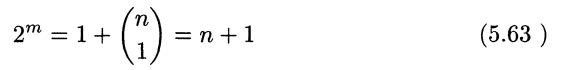 2^m = 1 + \binom{n}{1} = n + 1 (5.63 )